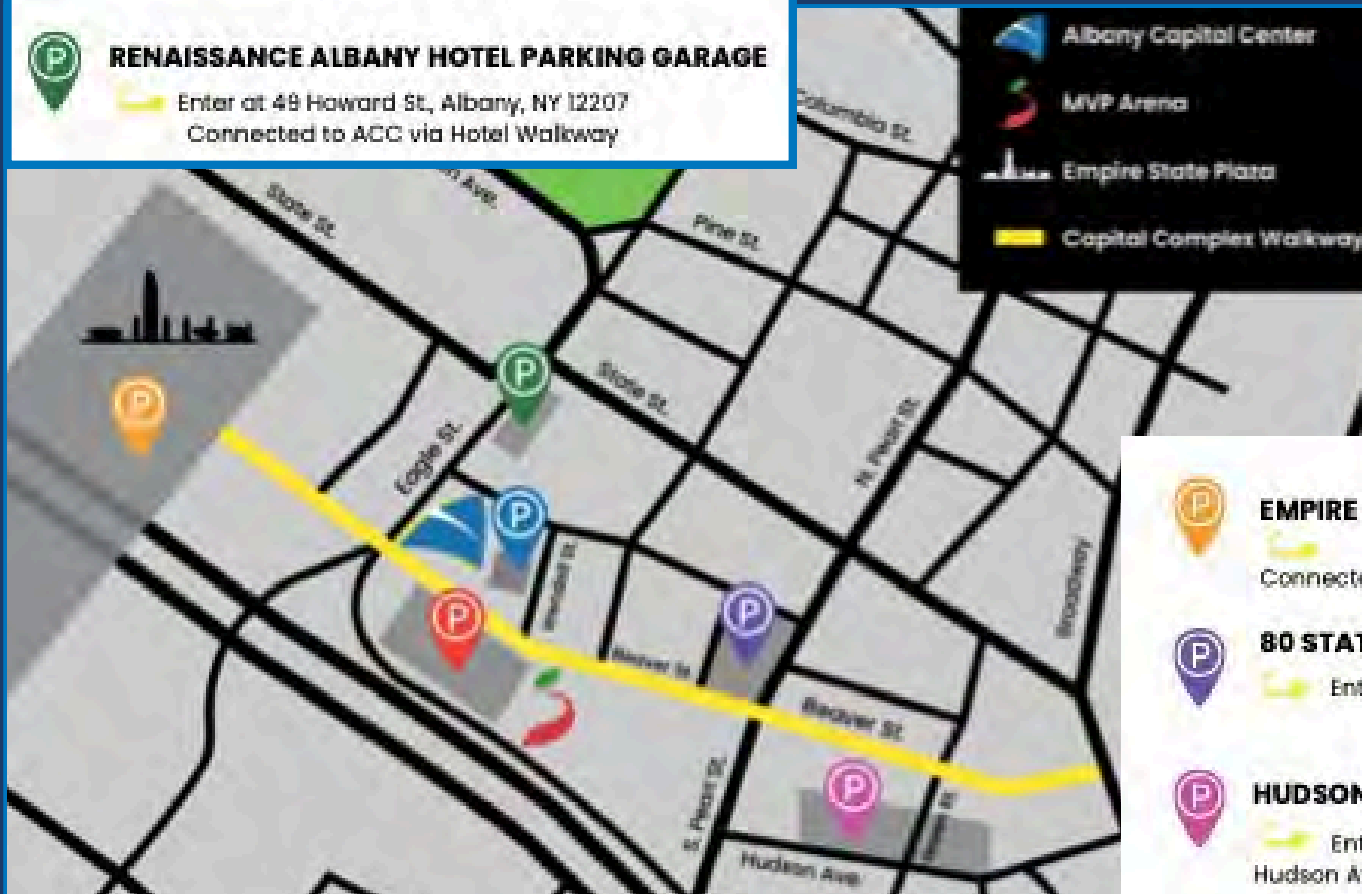 P RENAISSANCE ALBANY HOTEL PARKING GARAGE
Enter at 49 Howard St., Albany, NY 12207
Connected to ACC via Hotel Walkway
Albany Capital Center
MVP Arena
Empire State Plaza
Capital Complex Walkway
Columbia St.
n Ave.
State St.
Pine St.
P
State St.
P
Eagle St.
N. Pearl St.
P
P
P
Beaver St.
Broadway
Beaver St.
P
S. Pearl St.
Hudson Ave.
P EMPIRE
Connecte
P 80 STAT
Ent
P HUDSON
Ent
Hudson A